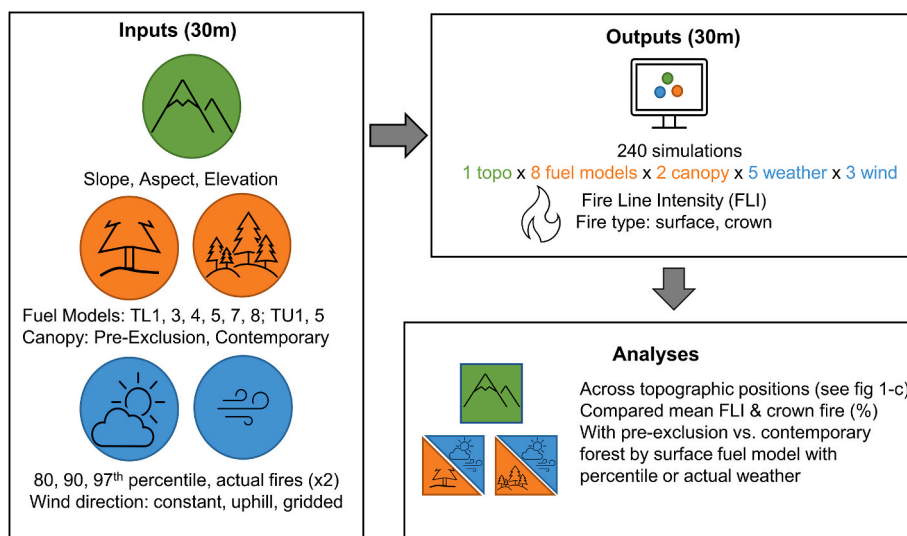 Inputs (30m)
Slope, Aspect, Elevation
Fuel Models: TL1, 3, 4, 5, 7, 8; TU1, 5
Canopy: Pre-Exclusion, Contemporary
80, 90, 97th percentile, actual fires (x2)
Wind direction: constant, uphill, gridded
Outputs (30m)
240 simulations
1 topo x 8 fuel models x 2 canopy x 5 weather x 3 wind
Fire Line Intensity (FLI)
Fire type: surface, crown
Analyses
Across topographic positions (see fig 1-c)
Compared mean FLI & crown fire (%)
With pre-exclusion vs. contemporary
forest by surface fuel model with
percentile or actual weather